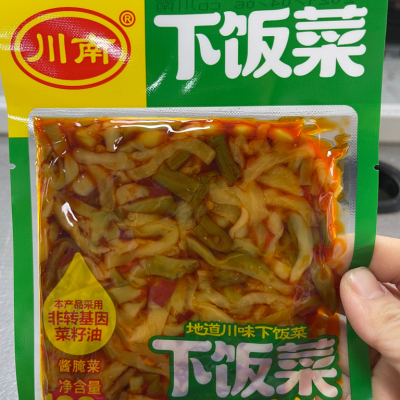 川南®
下饭菜
本产品采用
非转基因
菜籽油
地道川味下饭菜
下饭菜
酱腌菜
净含量